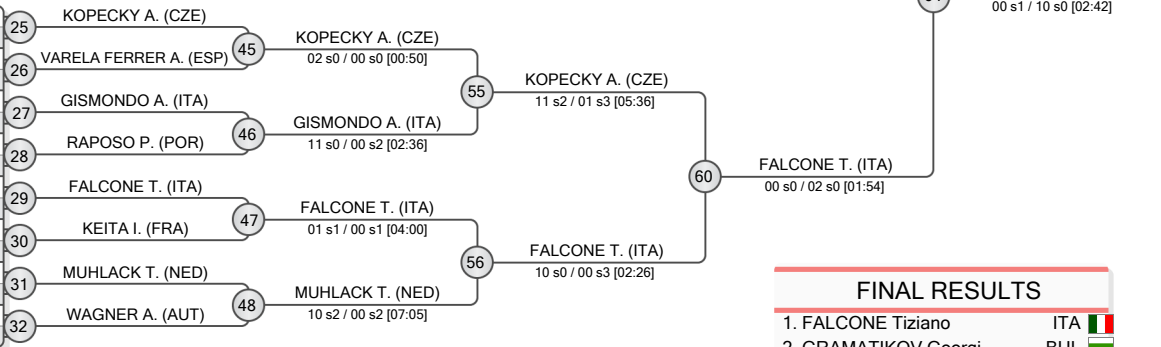 00 s1 / 10 s0 [02:42]
25
KOPECKY A. (CZE)
26
VARELA FERRER A. (ESP)
45
KOPECKY A. (CZE)
02 s0 / 00 s0 [00:50]
27
GISMONDO A. (ITA)
28
RAPOSO P. (POR)
46
GISMONDO A. (ITA)
11 s0 / 00 s2 [02:36]
55
KOPECKY A. (CZE)
11 s2 / 01 s3 [05:36]
29
FALCONE T. (ITA)
30
KEITA I. (FRA)
47
FALCONE T. (ITA)
01 s1 / 00 s1 [04:00]
31
MUHLACK T. (NED)
32
WAGNER A. (AUT)
48
MUHLACK T. (NED)
10 s2 / 00 s2 [07:05]
56
FALCONE T. (ITA)
10 s0 / 00 s3 [02:26]
60
FALCONE T. (ITA)
00 s0 / 02 s0 [01:54]
FINAL RESULTS
1. FALCONE Tiziano ITA
2. GRAMATIKOV Georgi BUL